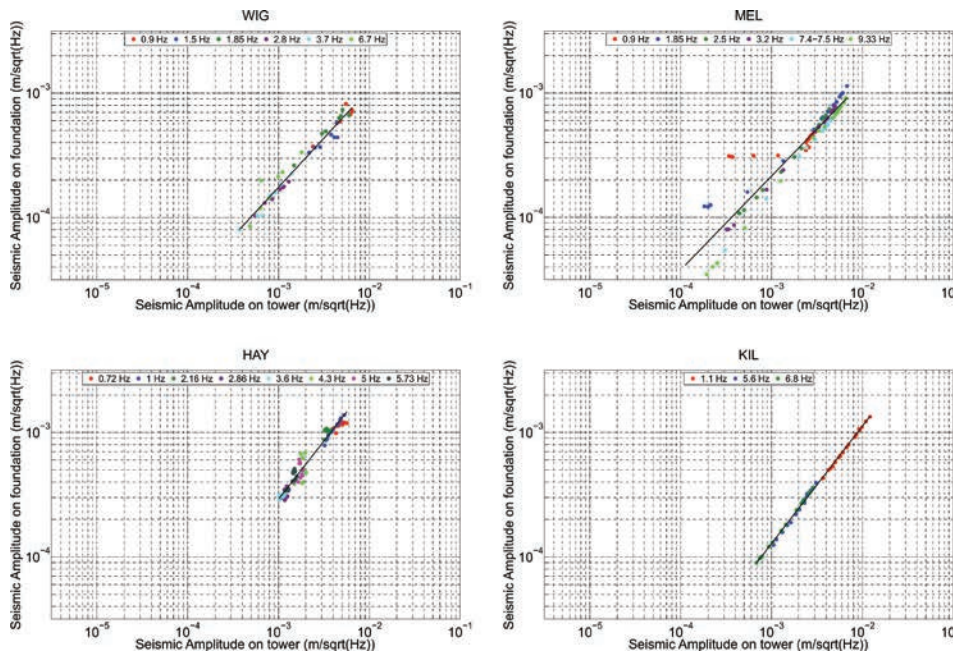 WIG
0.9 Hz 1.5 Hz 1.85 Hz 2.8 Hz 3.7 Hz 6.7 Hz
Seismic Amplitude on foundation (m/sqrt(Hz))
10⁻³
10⁻⁴
10⁻⁵ 10⁻⁴ 10⁻³ 10⁻² 10⁻¹
Seismic Amplitude on tower (m/sqrt(Hz))
MEL
0.9 Hz 1.85 Hz 2.5 Hz 3.2 Hz 7.4-7.5 Hz 9.33 Hz
Seismic Amplitude on foundation (m/sqrt(Hz))
10⁻³
10⁻⁴
10⁻⁵ 10⁻⁴ 10⁻³ 10⁻² 10
Seismic Amplitude on tower (m/sqrt(Hz))
HAY
0.72 Hz 1 Hz 2.16 Hz 2.86 Hz 3.6 Hz 4.3 Hz 5 Hz 5.73 Hz
Seismic Amplitude on foundation (m/sqrt(Hz))
10⁻³
10⁻⁴
10⁻⁵ 10⁻⁴ 10⁻³ 10⁻² 10⁻¹
Seismic Amplitude on tower (m/sqrt(Hz))
KIL
1.1 Hz 5.6 Hz 6.8 Hz
Seismic Amplitude on foundation (m/sqrt(Hz))
10⁻³
10⁻⁴
10⁻⁵ 10⁻⁴ 10⁻³ 10⁻² 10
Seismic Amplitude on tower (m/sqrt(Hz))